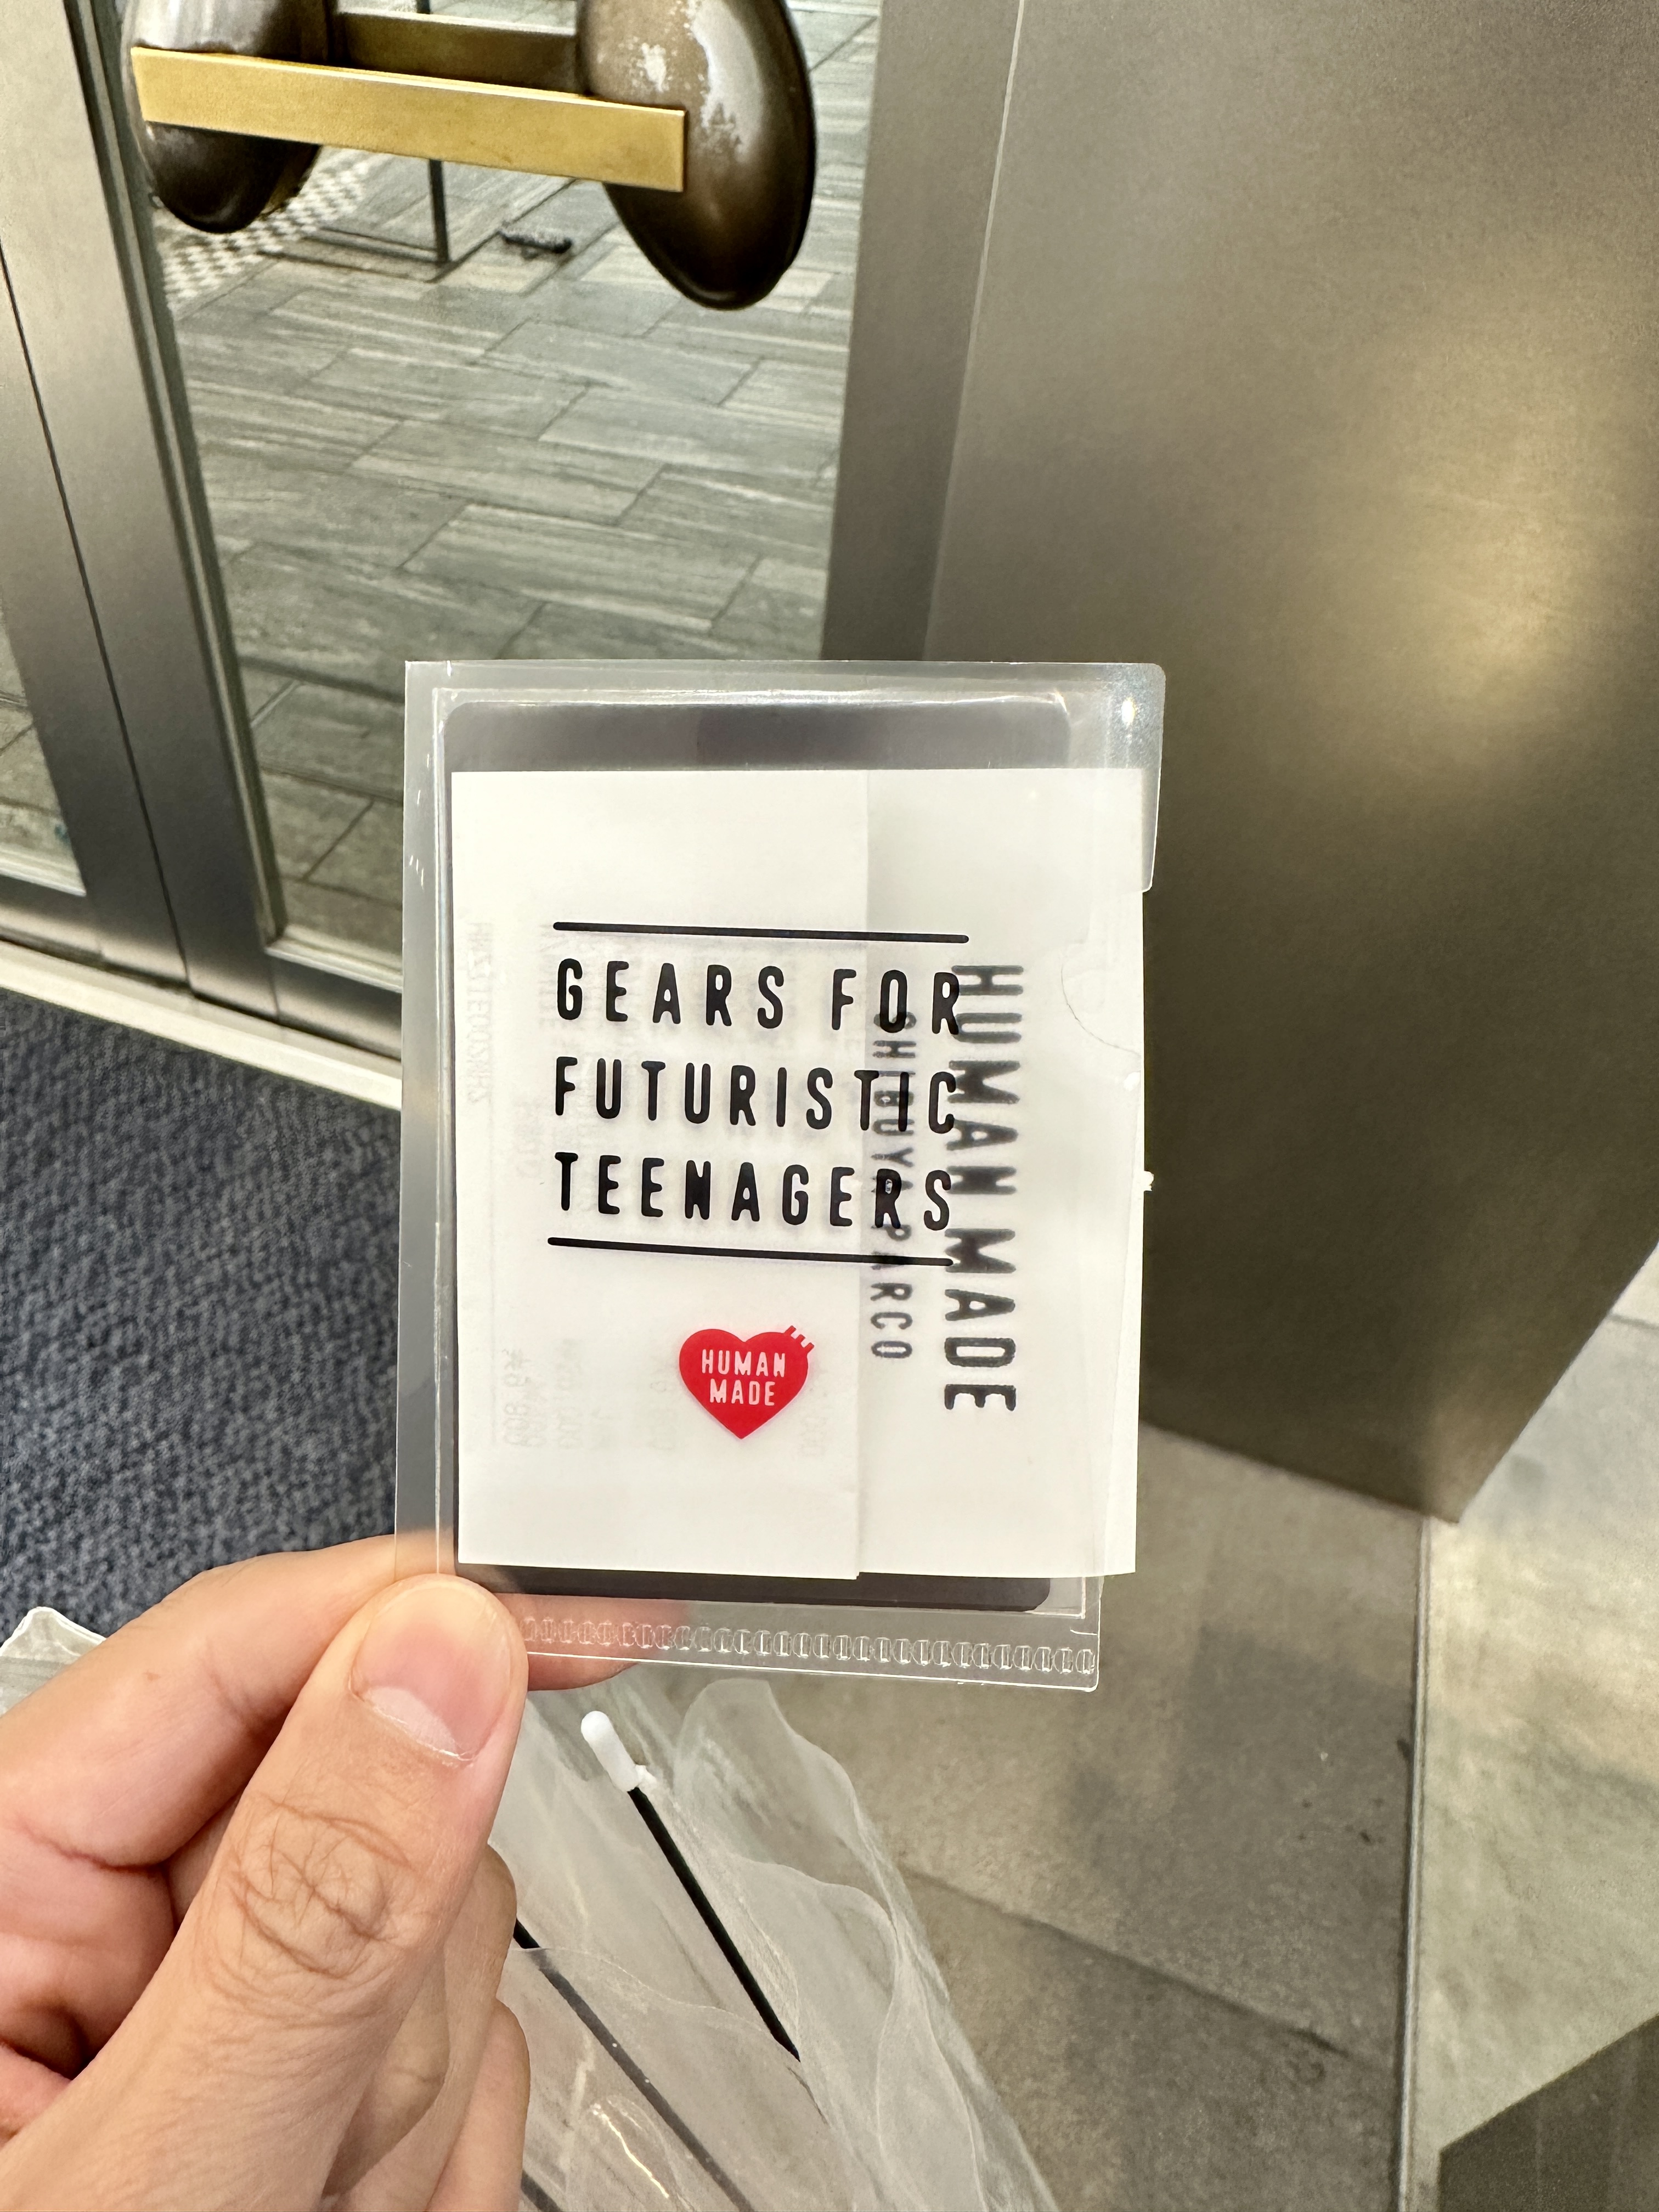 GEARS FOR
FUTURISTIC
TEENAGERS
HUMAN
MADE
HUMAN MADE
SHIBUYA PARCO